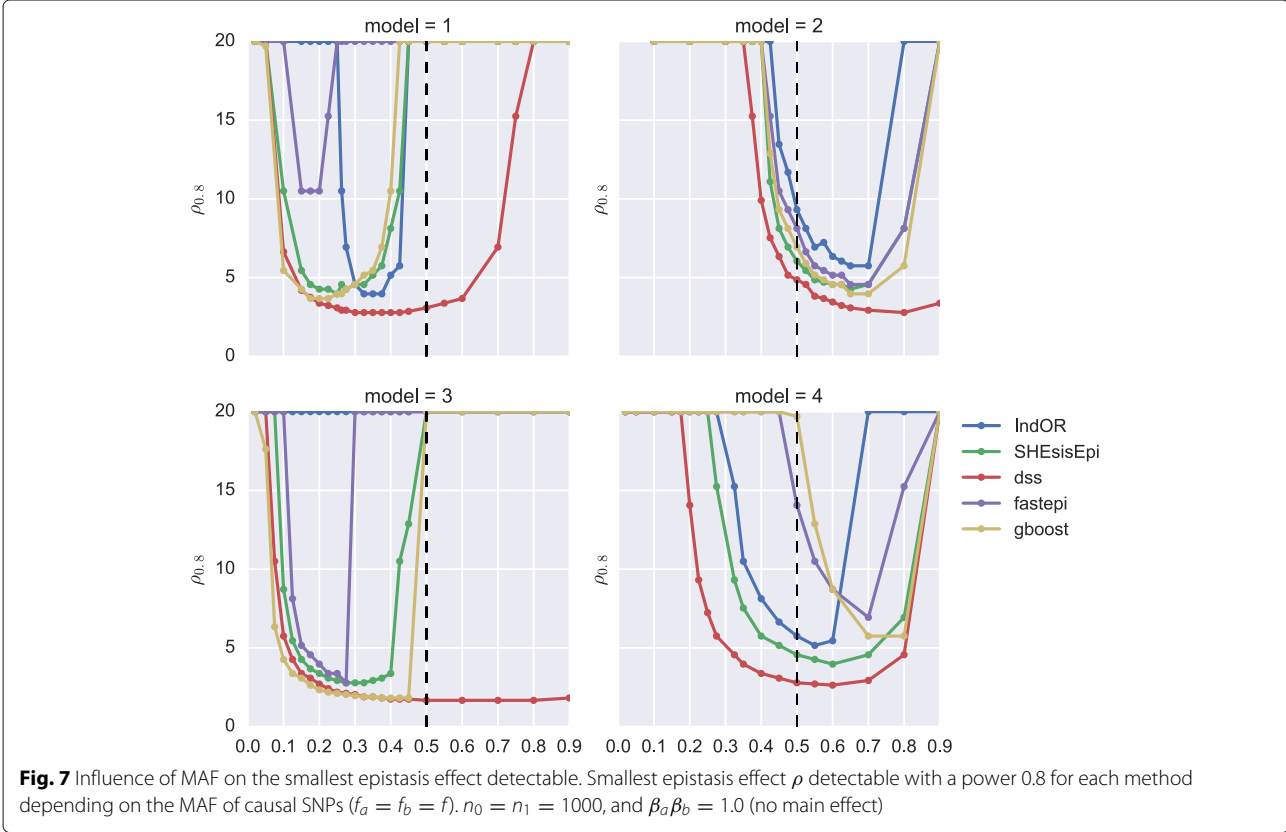 model = 1
model = 2
20
15
10
5
0
ρ0.8
ρ0.8
model = 3
model = 4
20
15
10
5
0
ρ0.8
ρ0.8
0.0 0.1 0.2 0.3 0.4 0.5 0.6 0.7 0.8 0.9
0.0 0.1 0.2 0.3 0.4 0.5 0.6 0.7 0.8 0.9
IndOR
SHEsisEpi
dss
fastepi
gboost
Fig. 7 Influence of MAF on the smallest epistasis effect detectable. Smallest epistasis effect ρ detectable with a power 0.8 for each method
depending on the MAF of causal SNPs (fa = fb = f). n0 = n1 = 1000, and βaβb = 1.0 (no main effect)